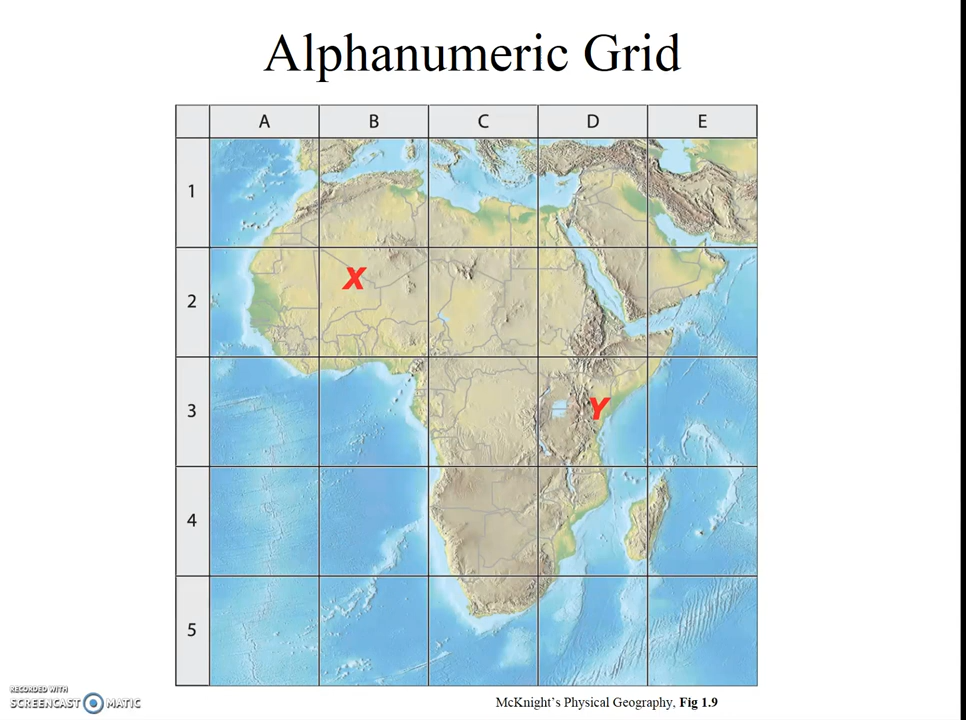 Alphanumeric Grid
A B C D E
1
2
X
3
Y
4
5
RECORDED WITH
SCREENCAST MATIC
McKnight's Physical Geography, Fig 1.9